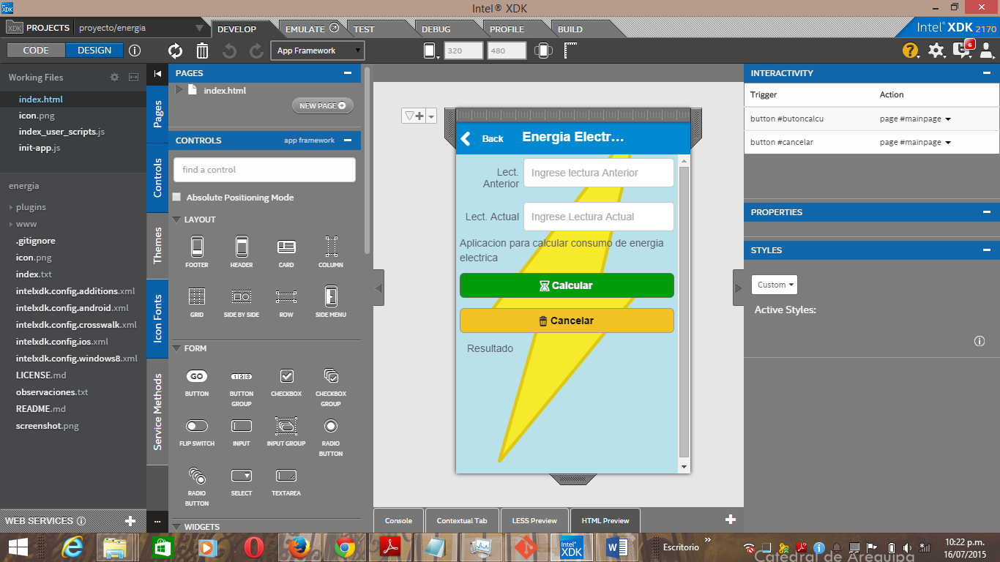 Intel® XDK
XDK PROJECTS proyecto/energia DEVELOP EMULATE TEST DEBUG PROFILE BUILD Intel® XDK 2170
CODE DESIGN App Framework 320 480 6
Working Files
index.html
icon.png
index_user_scripts.js
init-app.js
energia
plugins
www
.gitignore
icon.png
index.txt
intelxdk.config.additions.xml
intelxdk.config.android.xml
intelxdk.config.crosswalk.xml
intelxdk.config.ios.xml
intelxdk.config.windows8.xml
LICENSE.md
observaciones.txt
README.md
screenshot.png
WEB SERVICES
Pages
Controls
Themes
Icon Fonts
Service Methods
...
PAGES
index.html
NEW PAGE
CONTROLS app framework
find a control
Absolute Positioning Mode
LAYOUT
FOOTER HEADER CARD COLUMN
GRID SIDE BY SIDE ROW SIDE MENU
FORM
GO 1 2 3
BUTTON BUTTON GROUP CHECKBOX CHECKBOX GROUP
FLIP SWITCH INPUT INPUT GROUP RADIO BUTTON
RADIO BUTTON SELECT TEXTAREA
WIDGETS
Back Energia Electr...
Lect. Anterior Ingrese lectura Anterior
Lect. Actual Ingrese Lectura Actual
Aplicacion para calcular consumo de energia
electrica
Calcular
Cancelar
Resultado
Console Contextual Tab LESS Preview HTML Preview
INTERACTIVITY
Trigger Action
button #butoncalcu page #mainpage
button #cancelar page #mainpage
PROPERTIES
STYLES
Custom
Active Styles:
Intel® XDK
Escritorio »
10:22 p.m.
16/07/2015
Catedral de Arequipa